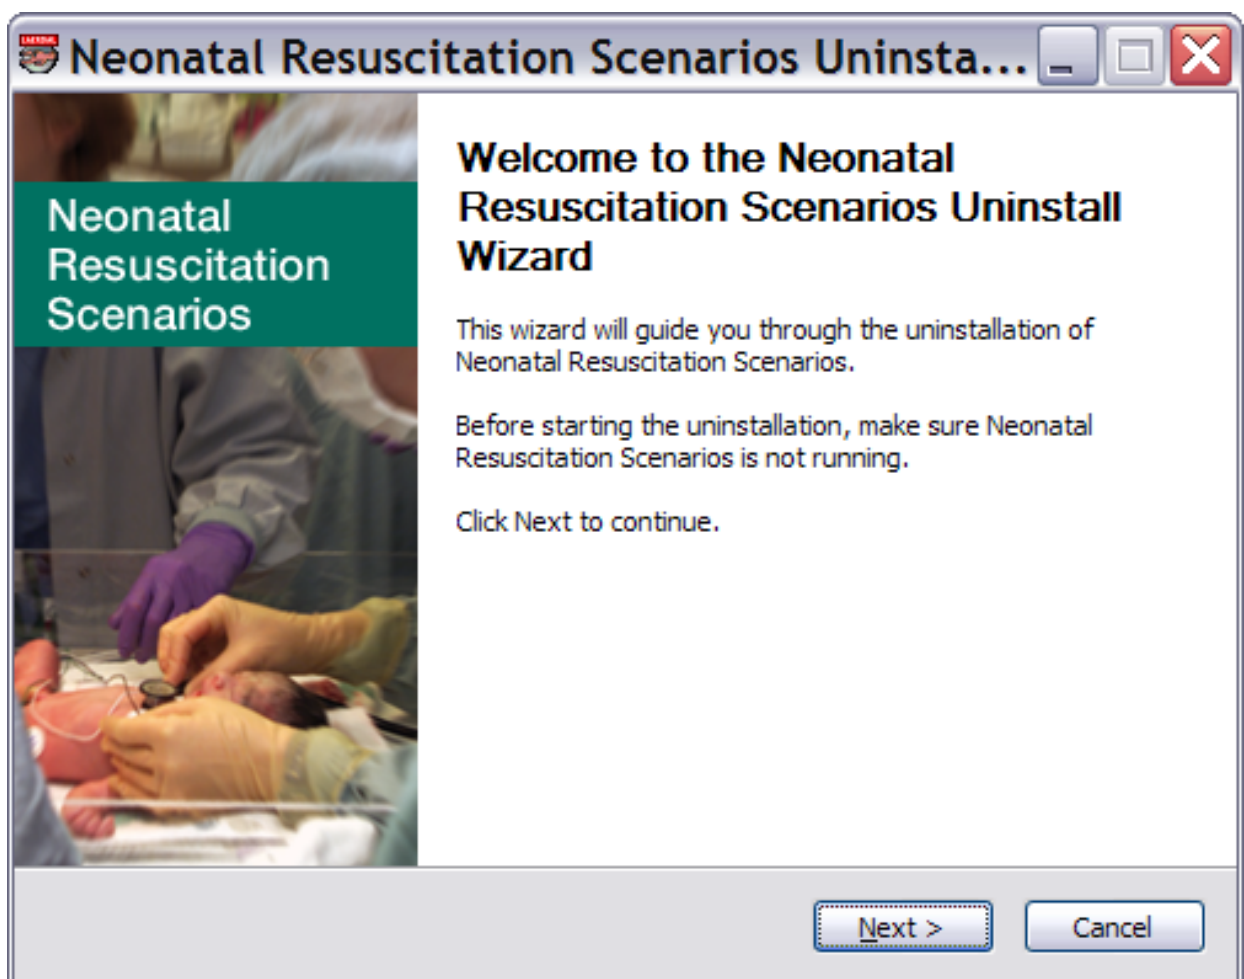 Neonatal Resuscitation Scenarios Uninsta...
Neonatal
Resuscitation
Scenarios
Welcome to the Neonatal
Resuscitation Scenarios Uninstall
Wizard
This wizard will guide you through the uninstallation of
Neonatal Resuscitation Scenarios.
Before starting the uninstallation, make sure Neonatal
Resuscitation Scenarios is not running.
Click Next to continue.
Next >
Cancel